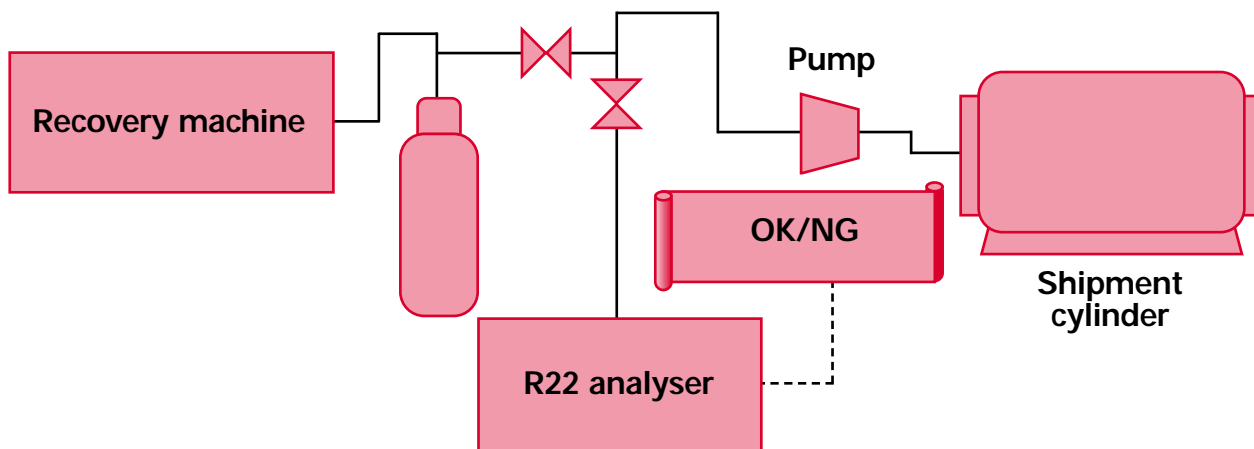 Recovery machine
Pump
OK/NG
Shipment
cylinder
R22 analyser